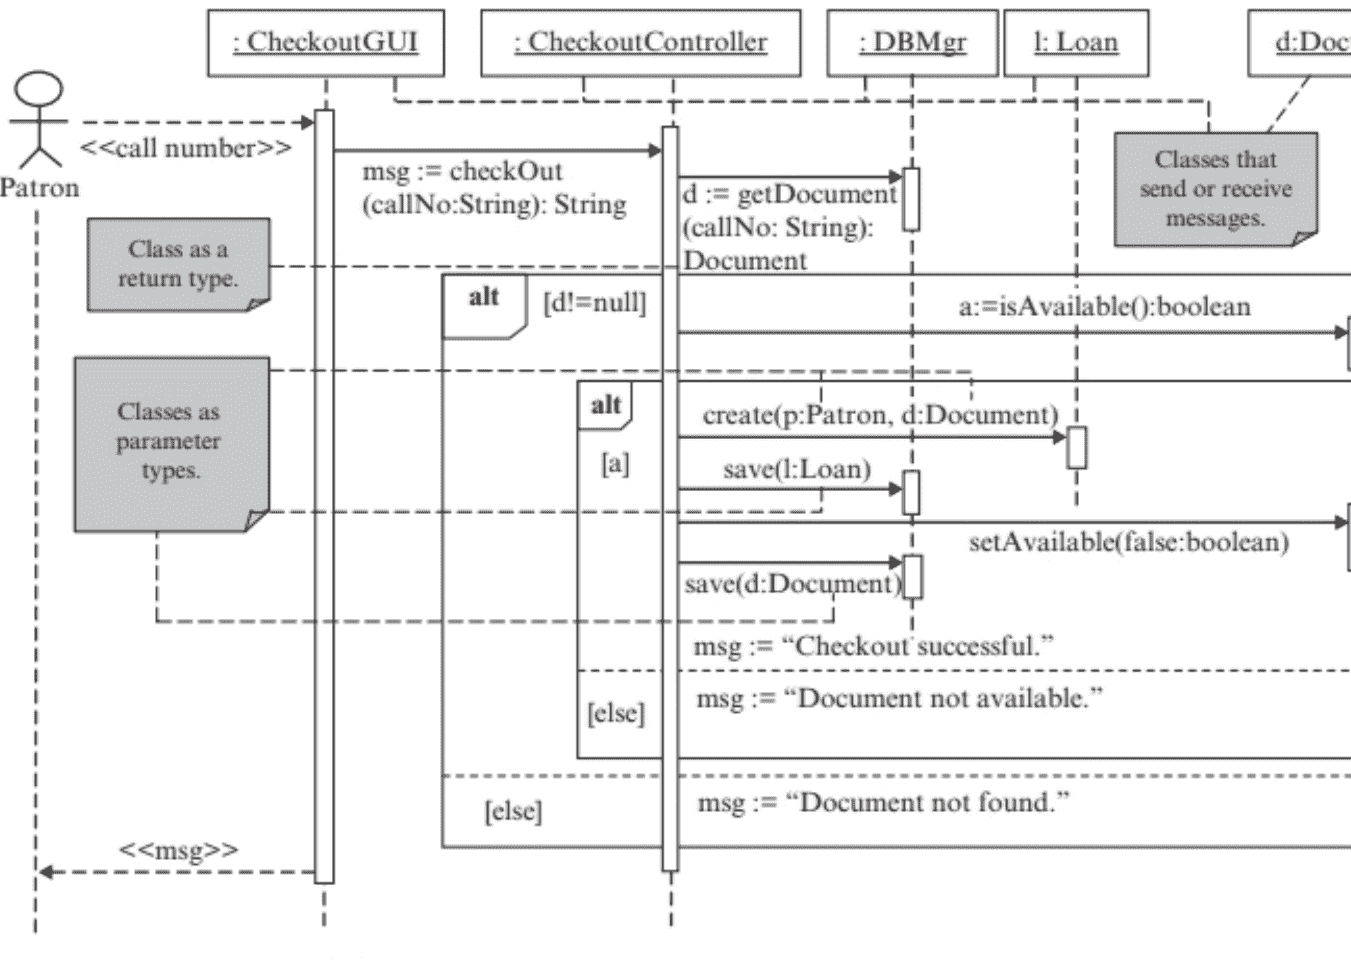 : CheckoutGUI
: CheckoutController
: DBMgr
l: Loan
d:Doc
Patron
<<call number>>
msg := checkOut
(callNo:String): String
d := getDocument
(callNo: String):
Document
Classes that
send or receive
messages.
Class as a
return type.
alt
[d!=null]
a:=isAvailable():boolean
Classes as
parameter
types.
alt
[a]
create(p:Patron, d:Document)
save(l:Loan)
setAvailable(false:boolean)
save(d:Document)
msg := “Checkout successful.”
[else]
msg := “Document not available.”
[else]
msg := “Document not found.”
<<msg>>